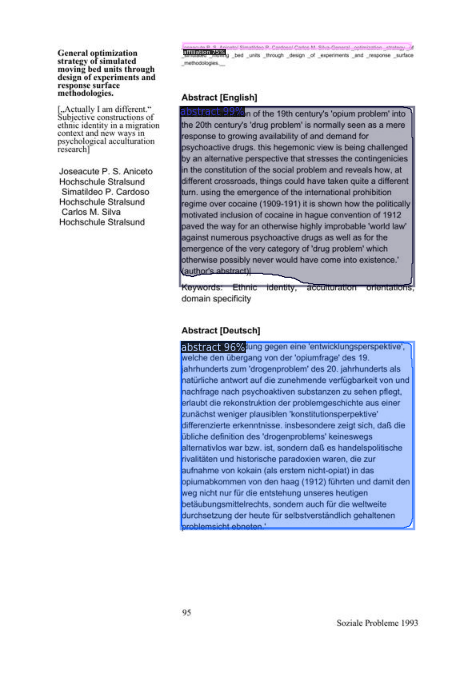 General optimization
strategy of simulated
moving bed units through
design of experiments and
response surface
methodologies.
[„Actually I am different.“
Subjective constructions of
ethnic identity in a migration
context and new ways in
psychological acculturation
research]
Joseacute P. S. Aniceto
Hochschule Stralsund
Simatildeo P. Cardoso
Hochschule Stralsund
Carlos M. Silva
Hochschule Stralsund
Joseacute P. S. Aniceto/ Simatildeo P. Cardoso/ Carlos M. Silva-General _optimization _strategy _of
_moving _bed _units _through _design _of _experiments _and _response _surface
_methodologies.__
Abstract [English]
abstract 99% on of the 19th century's 'opium problem' into
the 20th century's 'drug problem' is normally seen as a mere
response to growing availability of and demand for
psychoactive drugs. this hegemonic view is being challenged
by an alternative perspective that stresses the contingencies
in the constitution of the social problem and reveals how, at
different crossroads, things could have taken quite a different
turn. using the emergence of the international prohibition
regime over cocaine (1909-191) it is shown how the politically
motivated inclusion of cocaine in hague convention of 1912
paved the way for an otherwise highly improbable 'world law'
against numerous psychoactive drugs as well as for the
emergence of the very category of 'drug problem' which
otherwise possibly never would have come into existence.'
(author's abstract)|
Keywords: Ethnic identity, acculturation orientations,
domain specificity
Abstract [Deutsch]
abstract 96% lung gegen eine 'entwicklungsperspektive',
welche den übergang von der 'opiumfrage' des 19.
jahrhunderts zum 'drogenproblem' des 20. jahrhunderts als
natürliche antwort auf die zunehmende verfügbarkeit von und
nachfrage nach psychoaktiven substanzen zu sehen pflegt,
erlaubt die rekonstruktion der problemgeschichte aus einer
zunächst weniger plausiblen 'konstitutionsperpektive'
differenzierte erkenntnisse. insbesondere zeigt sich, daß die
übliche definition des 'drogenproblems' keineswegs
alternativlos war bzw. ist, sondern daß es handelspolitische
rivalitäten und historische paradoxien waren, die zur
aufnahme von kokain (als erstem nicht-opiat) in das
opiumabkommen von den haag (1912) führten und damit den
weg nicht nur für die entstehung unseres heutigen
betäubungsmittelrechts, sondern auch für die weltweite
durchsetzung der heute für selbstverständlich gehaltenen
problemsicht ebneten.'
95
Soziale Probleme 1993